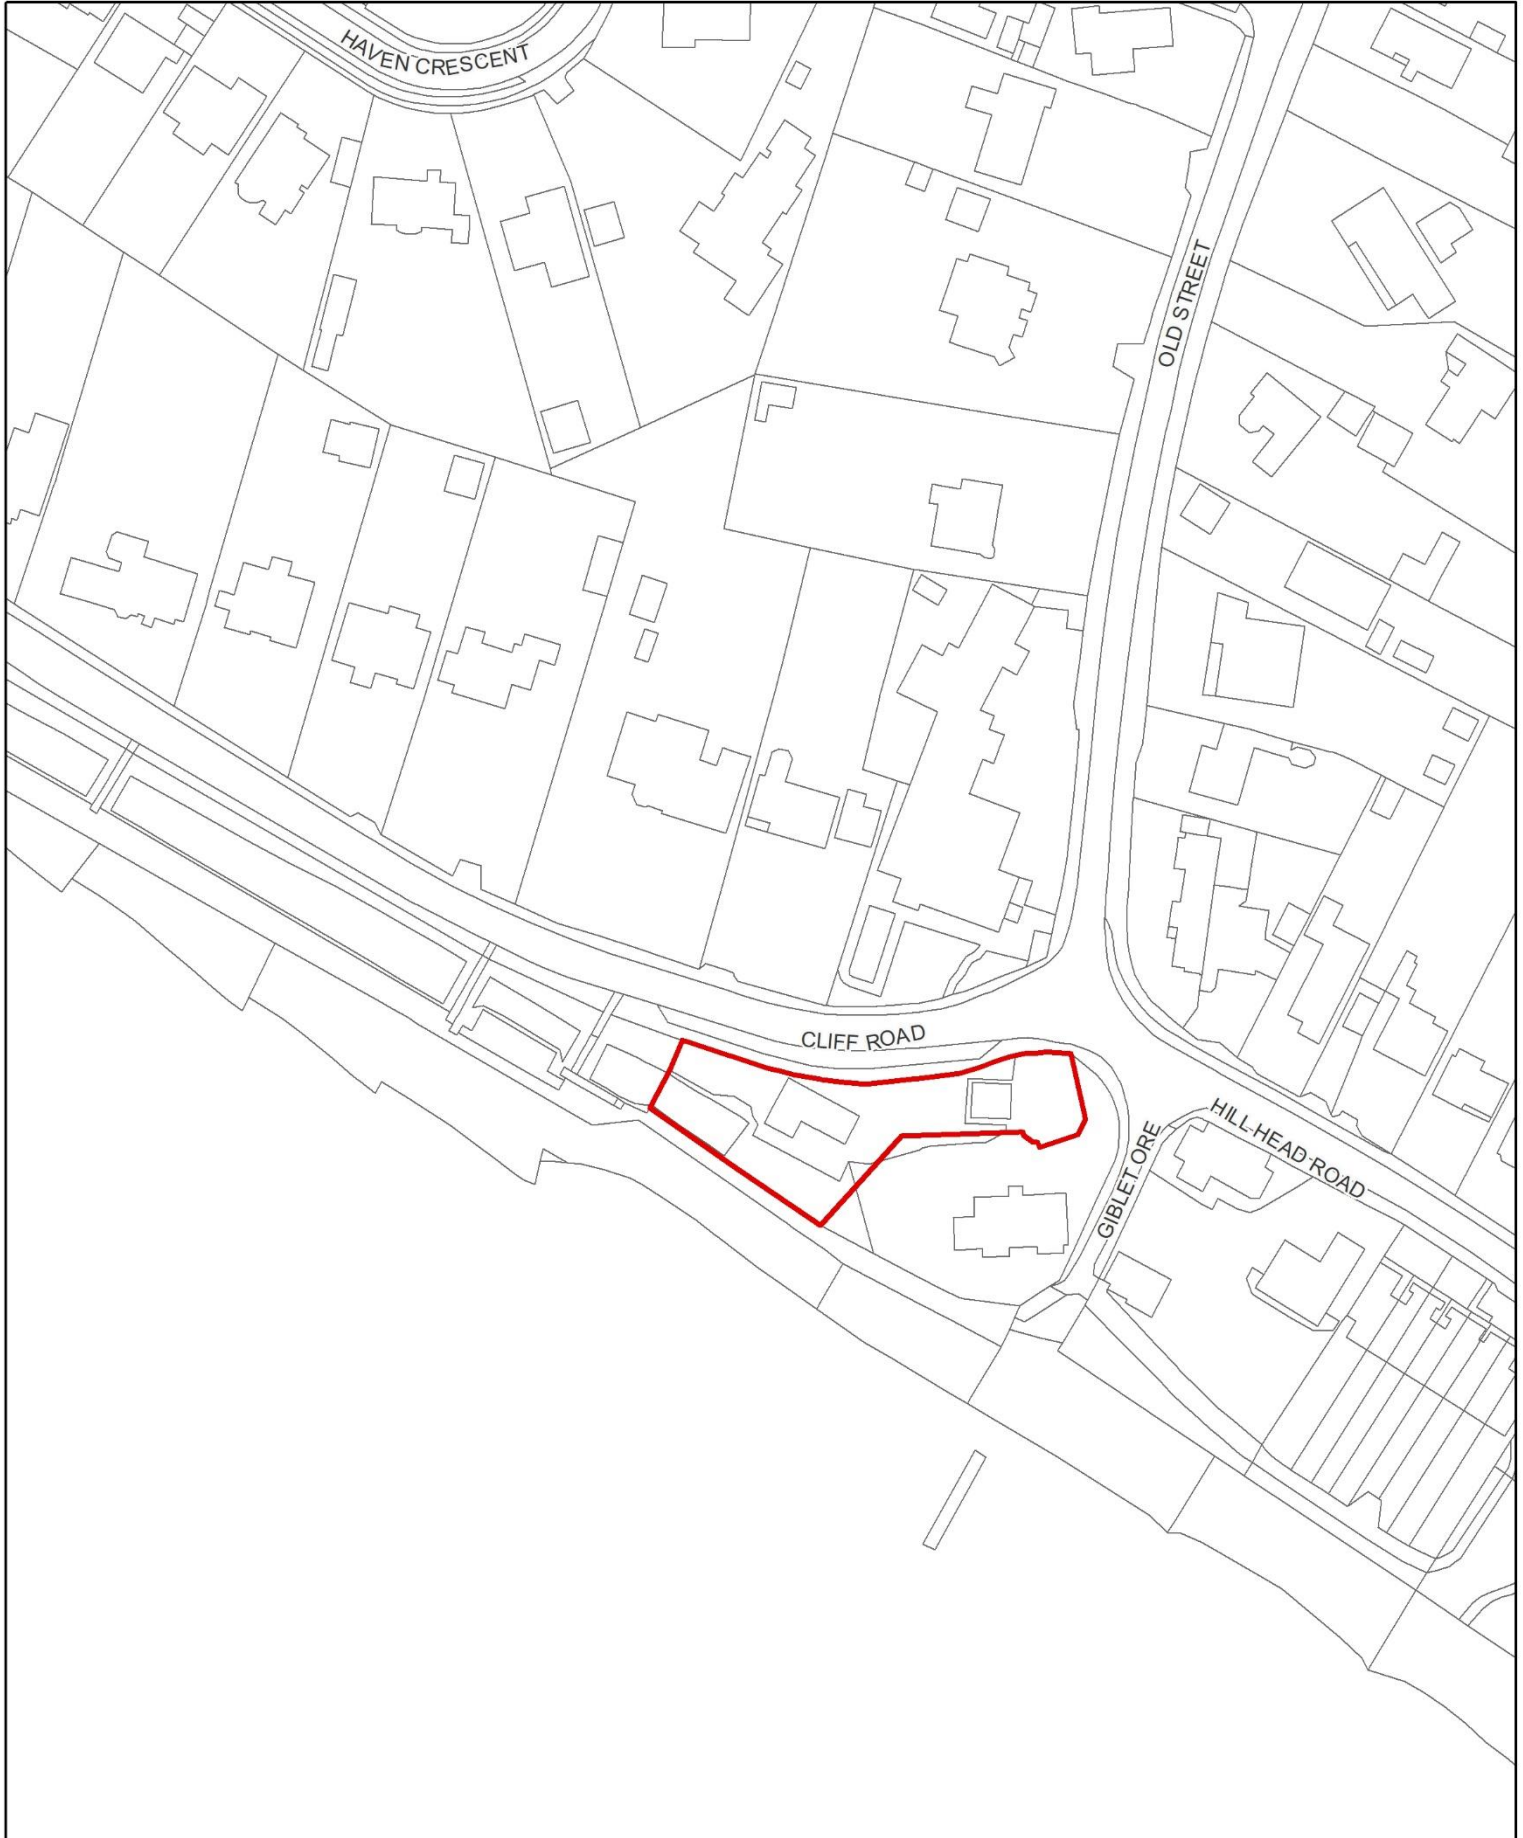 HAVEN CRESCENT
OLD STREET
CLIFF ROAD
HILL HEAD ROAD
GIBLET ORE